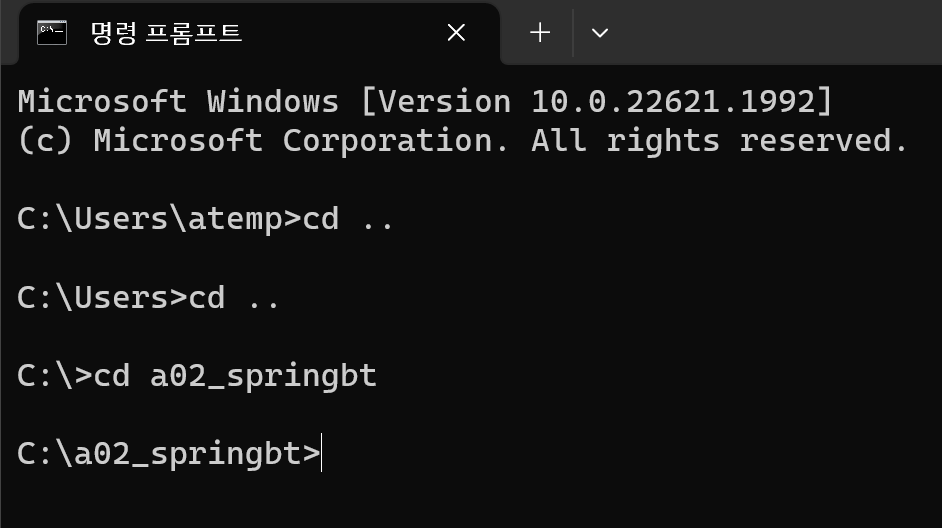 명령 프롬프트
Microsoft Windows [Version 10.0.22621.1992]
(c) Microsoft Corporation. All rights reserved.
C:\Users\atemp>cd ..
C:\Users>cd ..
C:\>cd a02_springbt
C:\a02_springbt>